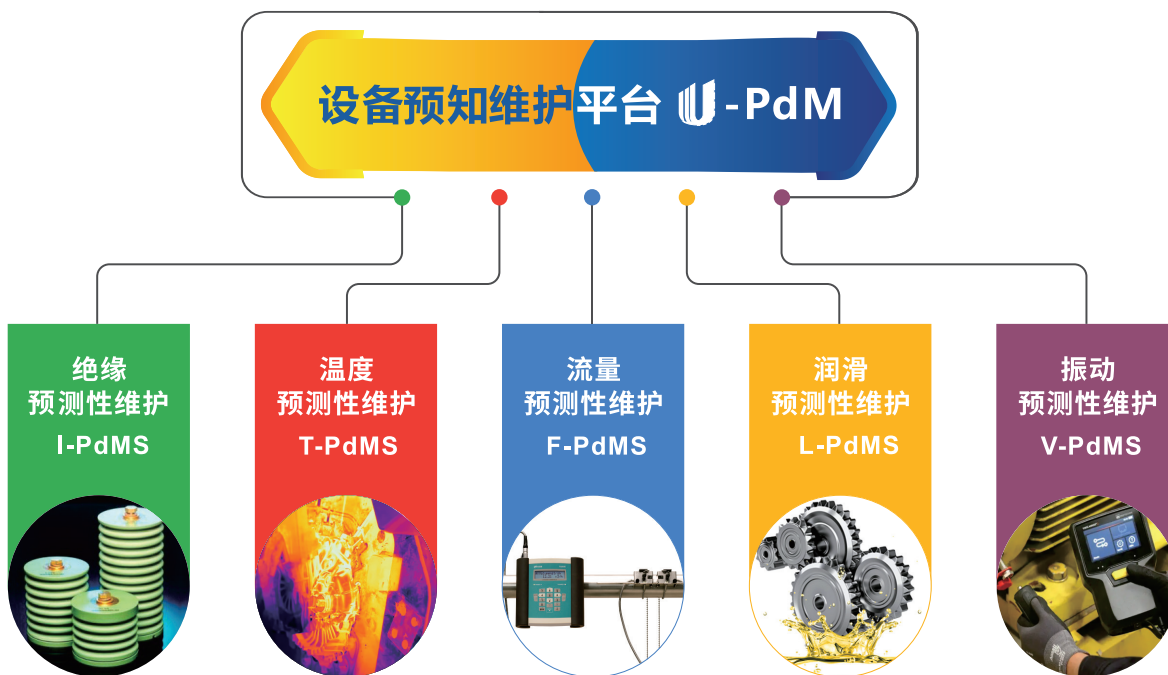 设备预知维护平台 U-PdM
绝缘
预测性维护
I-PdMS
温度
预测性维护
T-PdMS
流量
预测性维护
F-PdMS
润滑
预测性维护
L-PdMS
振动
预测性维护
V-PdMS